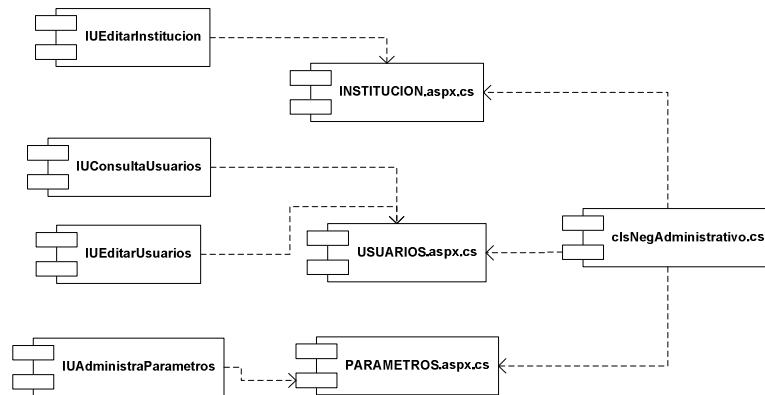 IUEditarInstitucion
INSTITUCION.aspx.cs
IUConsultaUsuarios
clsNegAdministrativo.cs
IUEditarUsuarios
USUARIOS.aspx.cs
IUAdministraParametros
PARAMETROS.aspx.cs